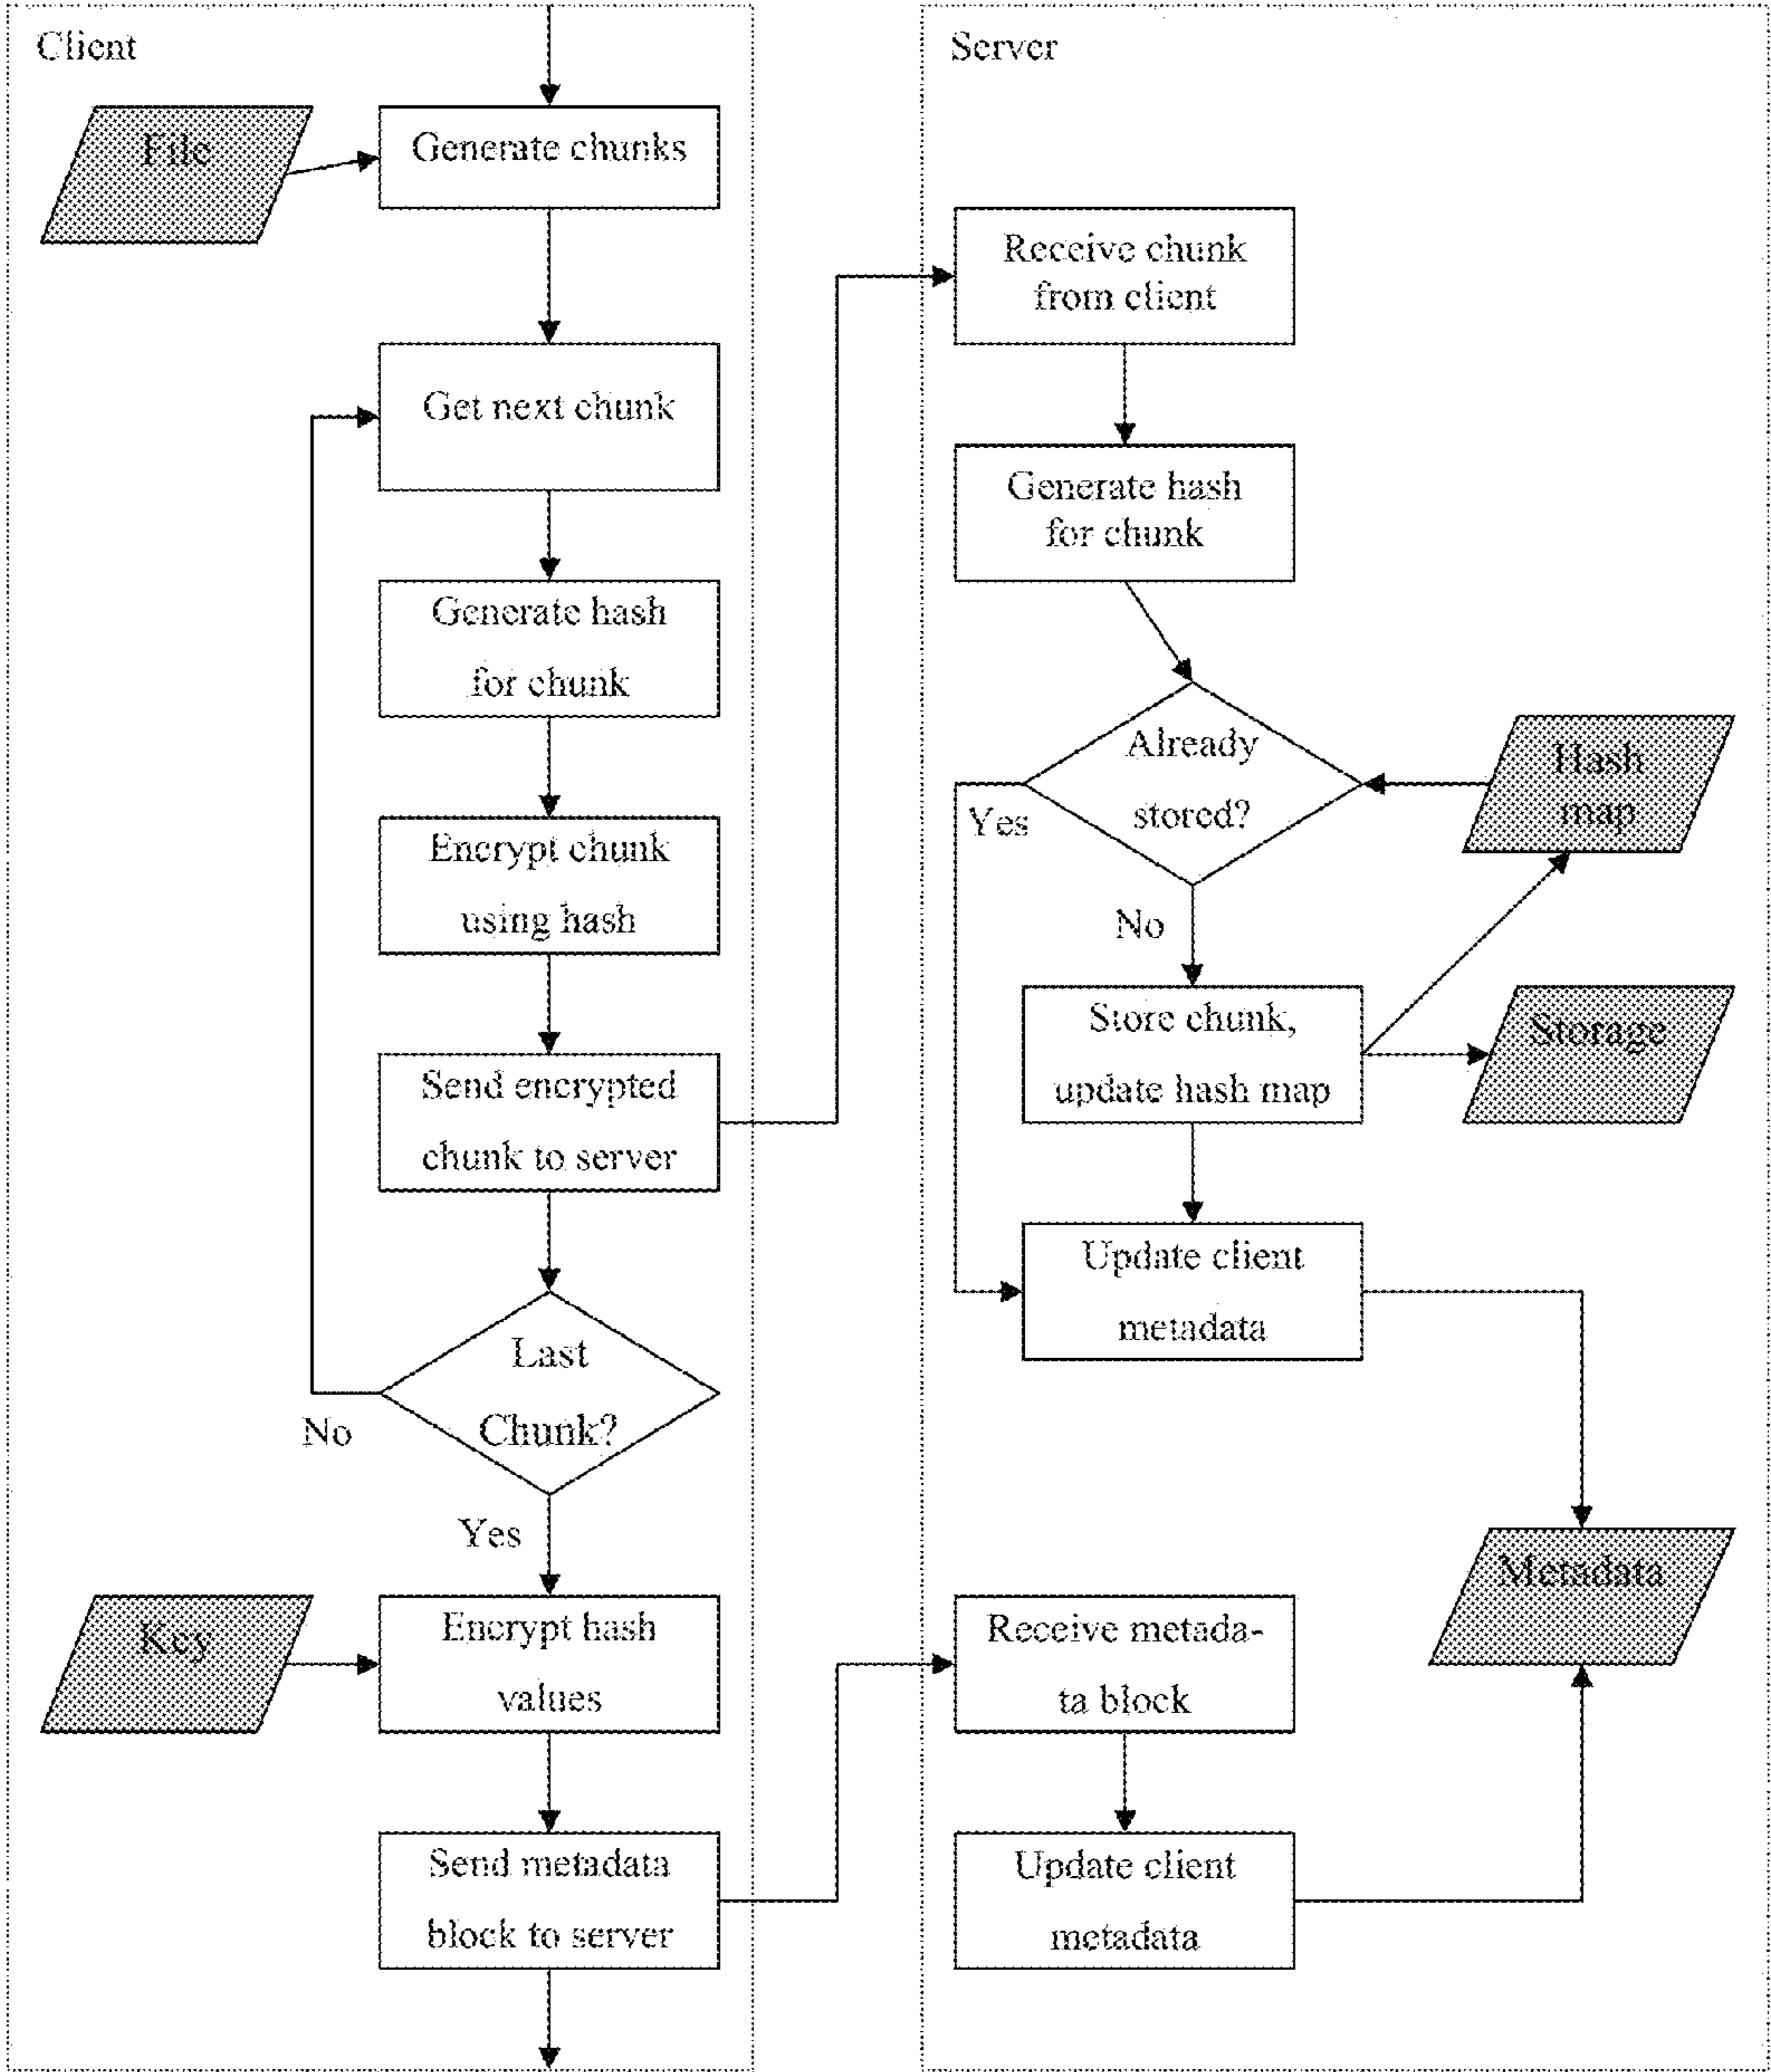 Client
File
Generate chunks
Get next chunk
Generate hash
for chunk
Encrypt chunk
using hash
Send encrypted
chunk to server
Last
Chunk?
No
Yes
Key
Encrypt hash
values
Send metadata
block to server
Server
Receive chunk
from client
Generate hash
for chunk
Already
stored?
Yes
No
Hash
map
Store chunk,
update hash map
Storage
Update client
metadata
Metadata
Receive metada-
ta block
Update client
metadata